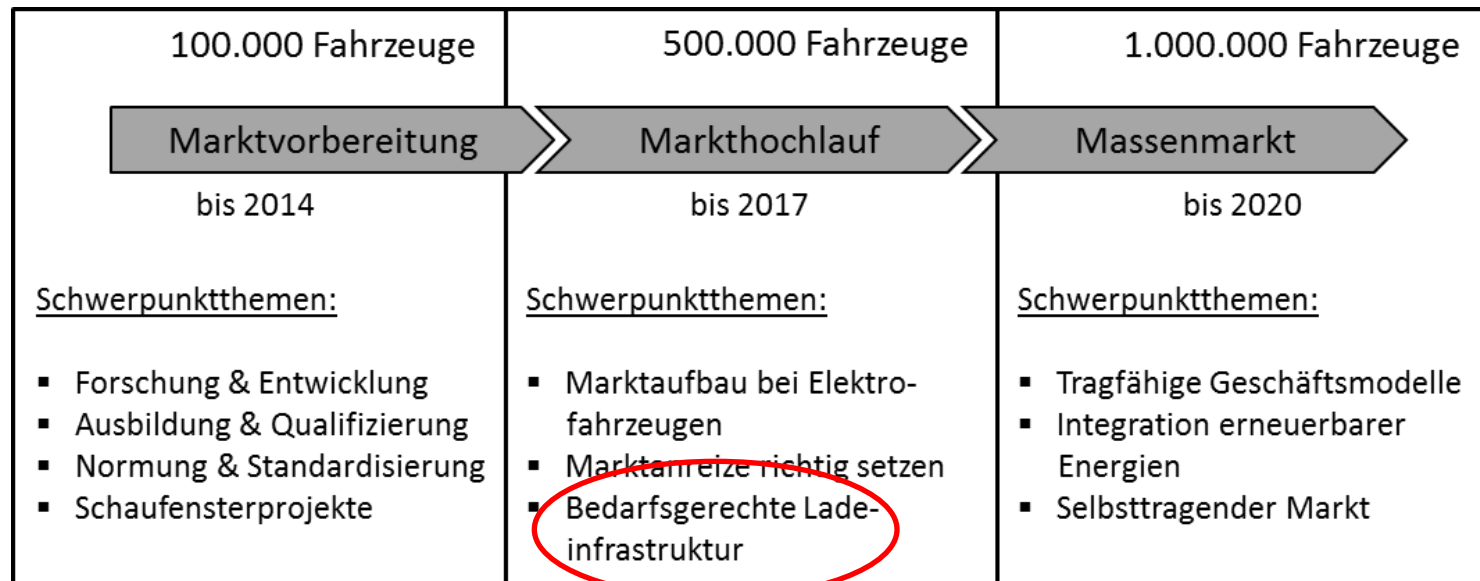 100.000 Fahrzeuge
Marktvorbereitung
bis 2014
Schwerpunktthemen:
▪ Forschung & Entwicklung
▪ Ausbildung & Qualifizierung
▪ Normung & Standardisierung
▪ Schaufensterprojekte
500.000 Fahrzeuge
Markthochlauf
bis 2017
Schwerpunktthemen:
▪ Marktaufbau bei Elektro-
fahrzeugen
▪ Marktanreize richtig setzen
▪ Bedarfsgerechte Lade-
infrastruktur
1.000.000 Fahrzeuge
Massenmarkt
bis 2020
Schwerpunktthemen:
▪ Tragfähige Geschäftsmodelle
▪ Integration erneuerbarer
Energien
▪ Selbsttragender Markt